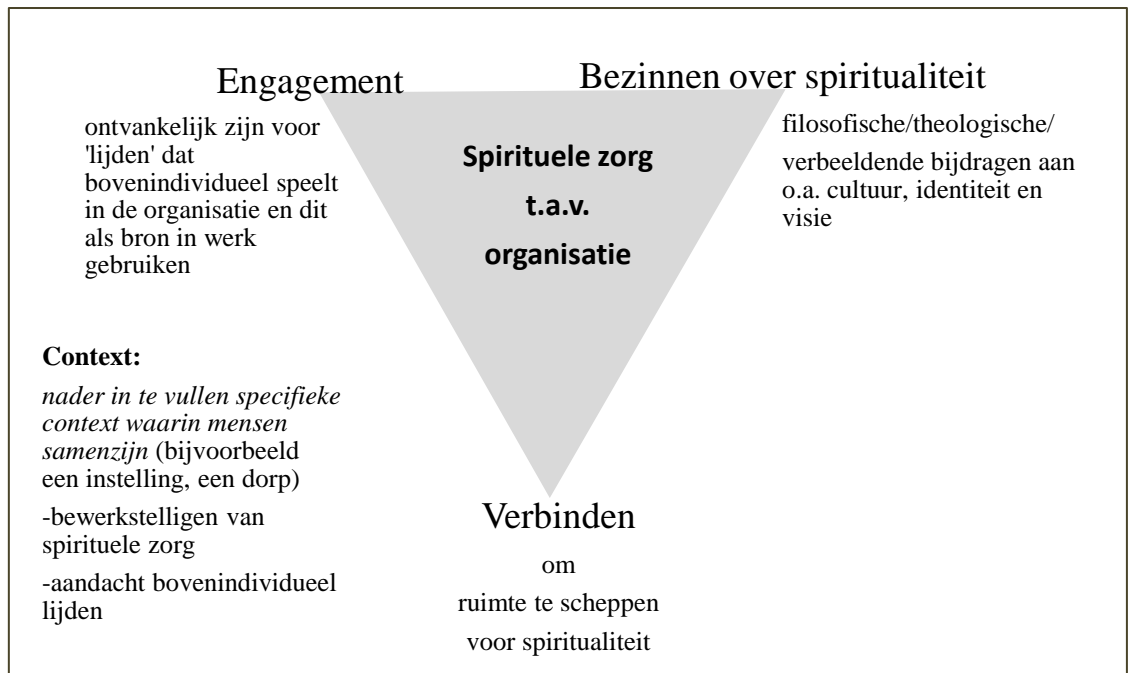 Engagement
ontvankelijk zijn voor
'lijden' dat
bovenindividueel speelt
in de organisatie en dit
als bron in werk
gebruiken
Bezinnen over spiritualiteit
filosofische/theologische/
verbeeldende bijdragen aan
o.a. cultuur, identiteit en
visie
Spirituele zorg
t.a.v.
organisatie
Context:
nader in te vullen specifieke
context waarin mensen
samenzijn (bijvoorbeeld
een instelling, een dorp)
-bewerkstelligen van
spirituele zorg
-aandacht bovenindividueel
lijden
Verbinden
om
ruimte te scheppen
voor spiritualiteit